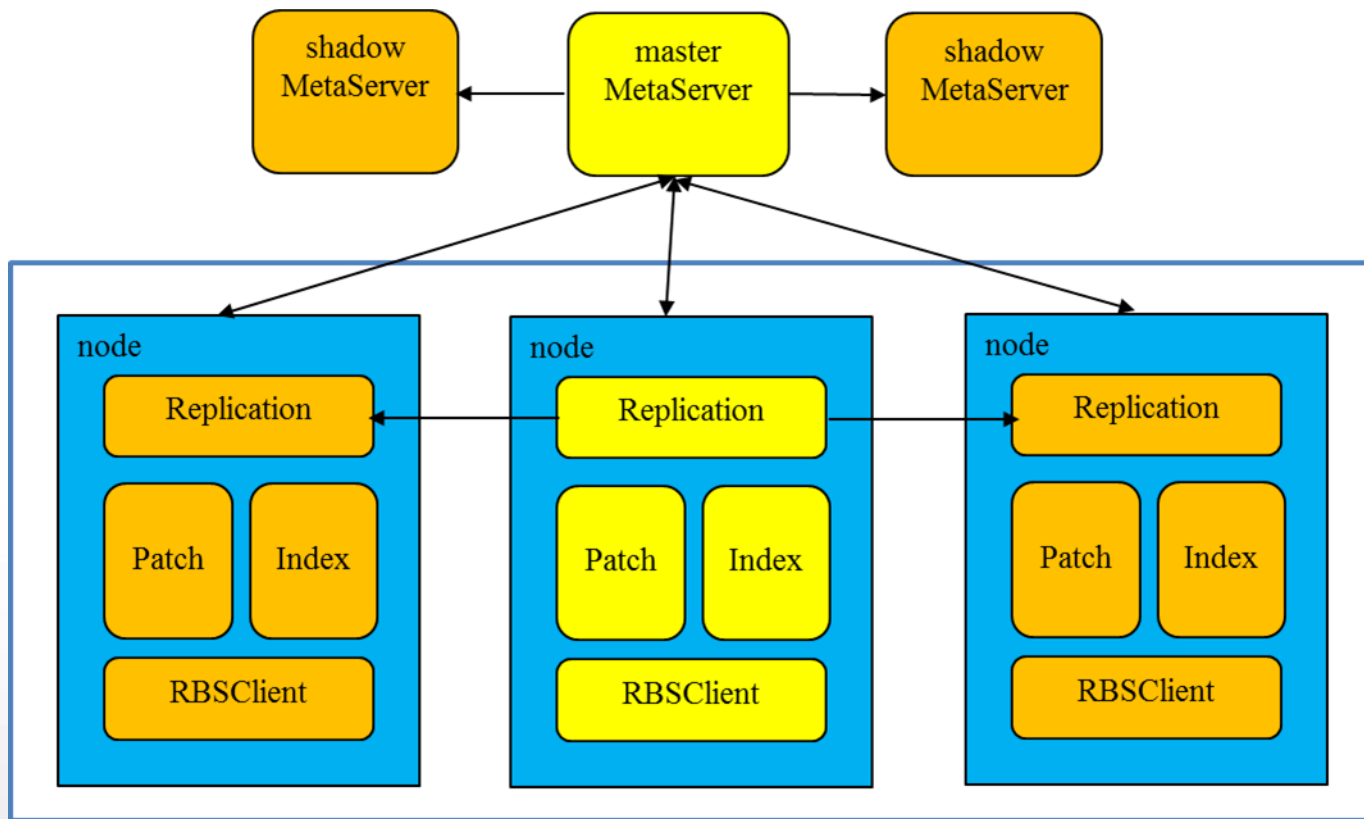 shadow
MetaServer
master
MetaServer
shadow
MetaServer
node
Replication
Patch
Index
RBSClient
node
Replication
Patch
Index
RBSClient
node
Replication
Patch
Index
RBSClient